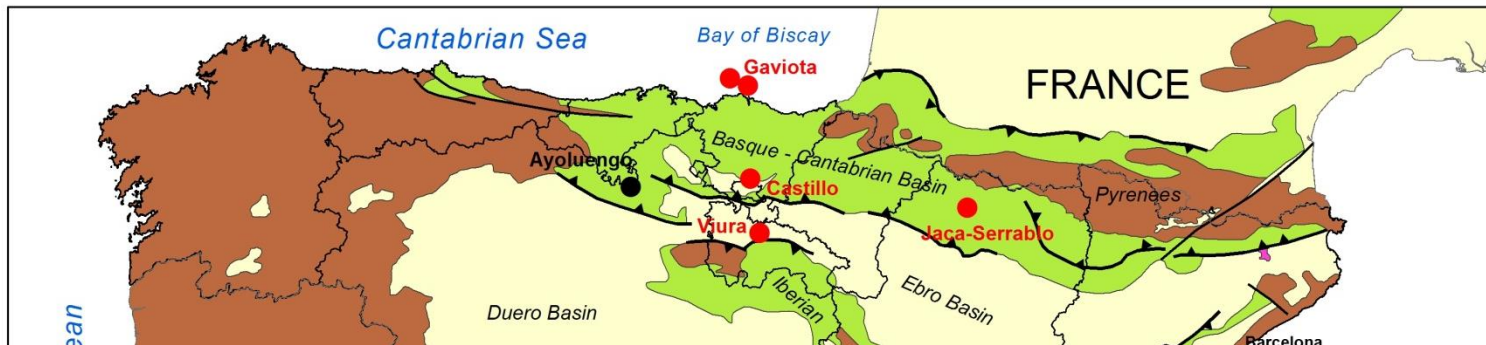 Cantabrian Sea
Bay of Biscay
Gaviota
FRANCE
Ayoluengo
Basque - Cantabrian Basin
Castillo
Pyrenees
Viura
Jaca-Serrablo
Duero Basin
Iberian
Ebro Basin
ean
Barcelona